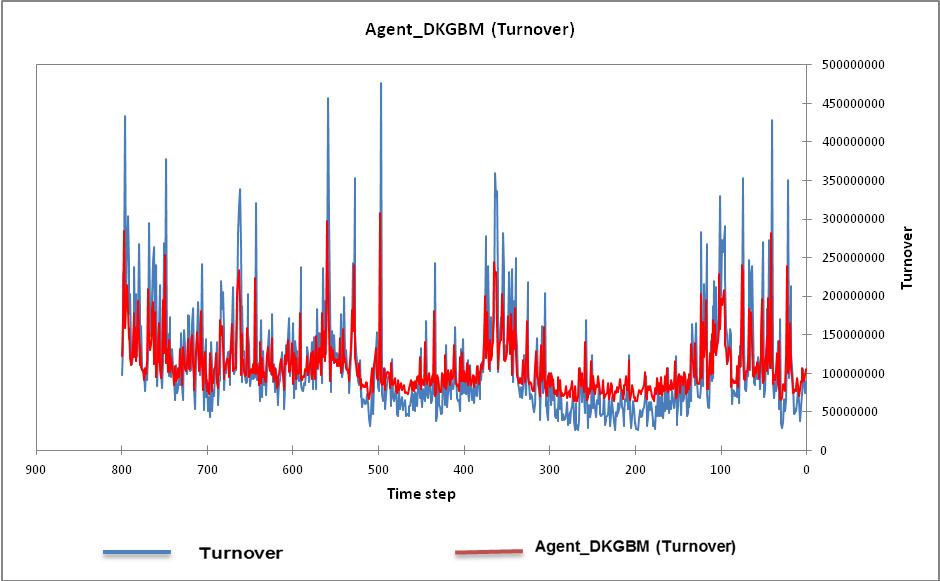 Agent_DKGBM (Turnover)
500000000
450000000
400000000
350000000
300000000
250000000
200000000
150000000
100000000
50000000
0
Turnover
900 800 700 600 500 400 300 200 100 0
Time step
Turnover Agent_DKGBM (Turnover)